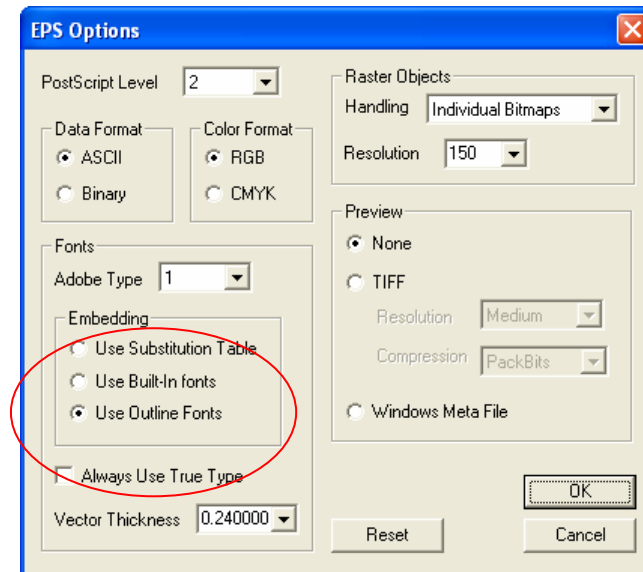 EPS Options
PostScript Level 2
Data Format
ASCII
Binary
Color Format
RGB
CMYK
Fonts
Adobe Type 1
Embedding
Use Substitution Table
Use Built-In fonts
Use Outline Fonts
Always Use True Type
Vector Thickness 0.240000
Raster Objects
Handling Individual Bitmaps
Resolution 150
Preview
None
TIFF
Resolution Medium
Compression PackBits
Windows Meta File
OK
Reset Cancel